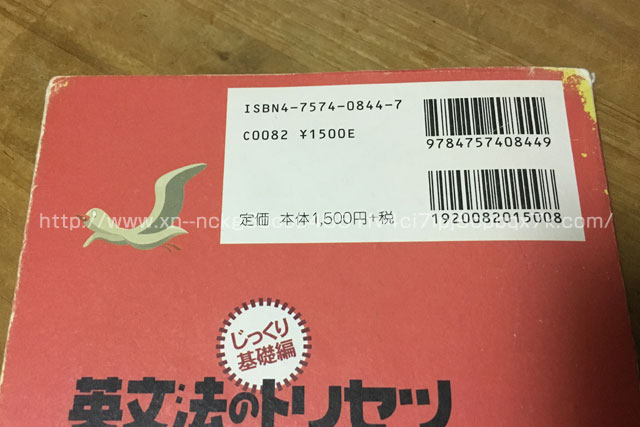 ISBN4-7574-0844-7
C0082 ¥1500E
9784757408449
定価 本体1,500円+税
1920082015008
じっくり
基礎編
英文法のトリセツ